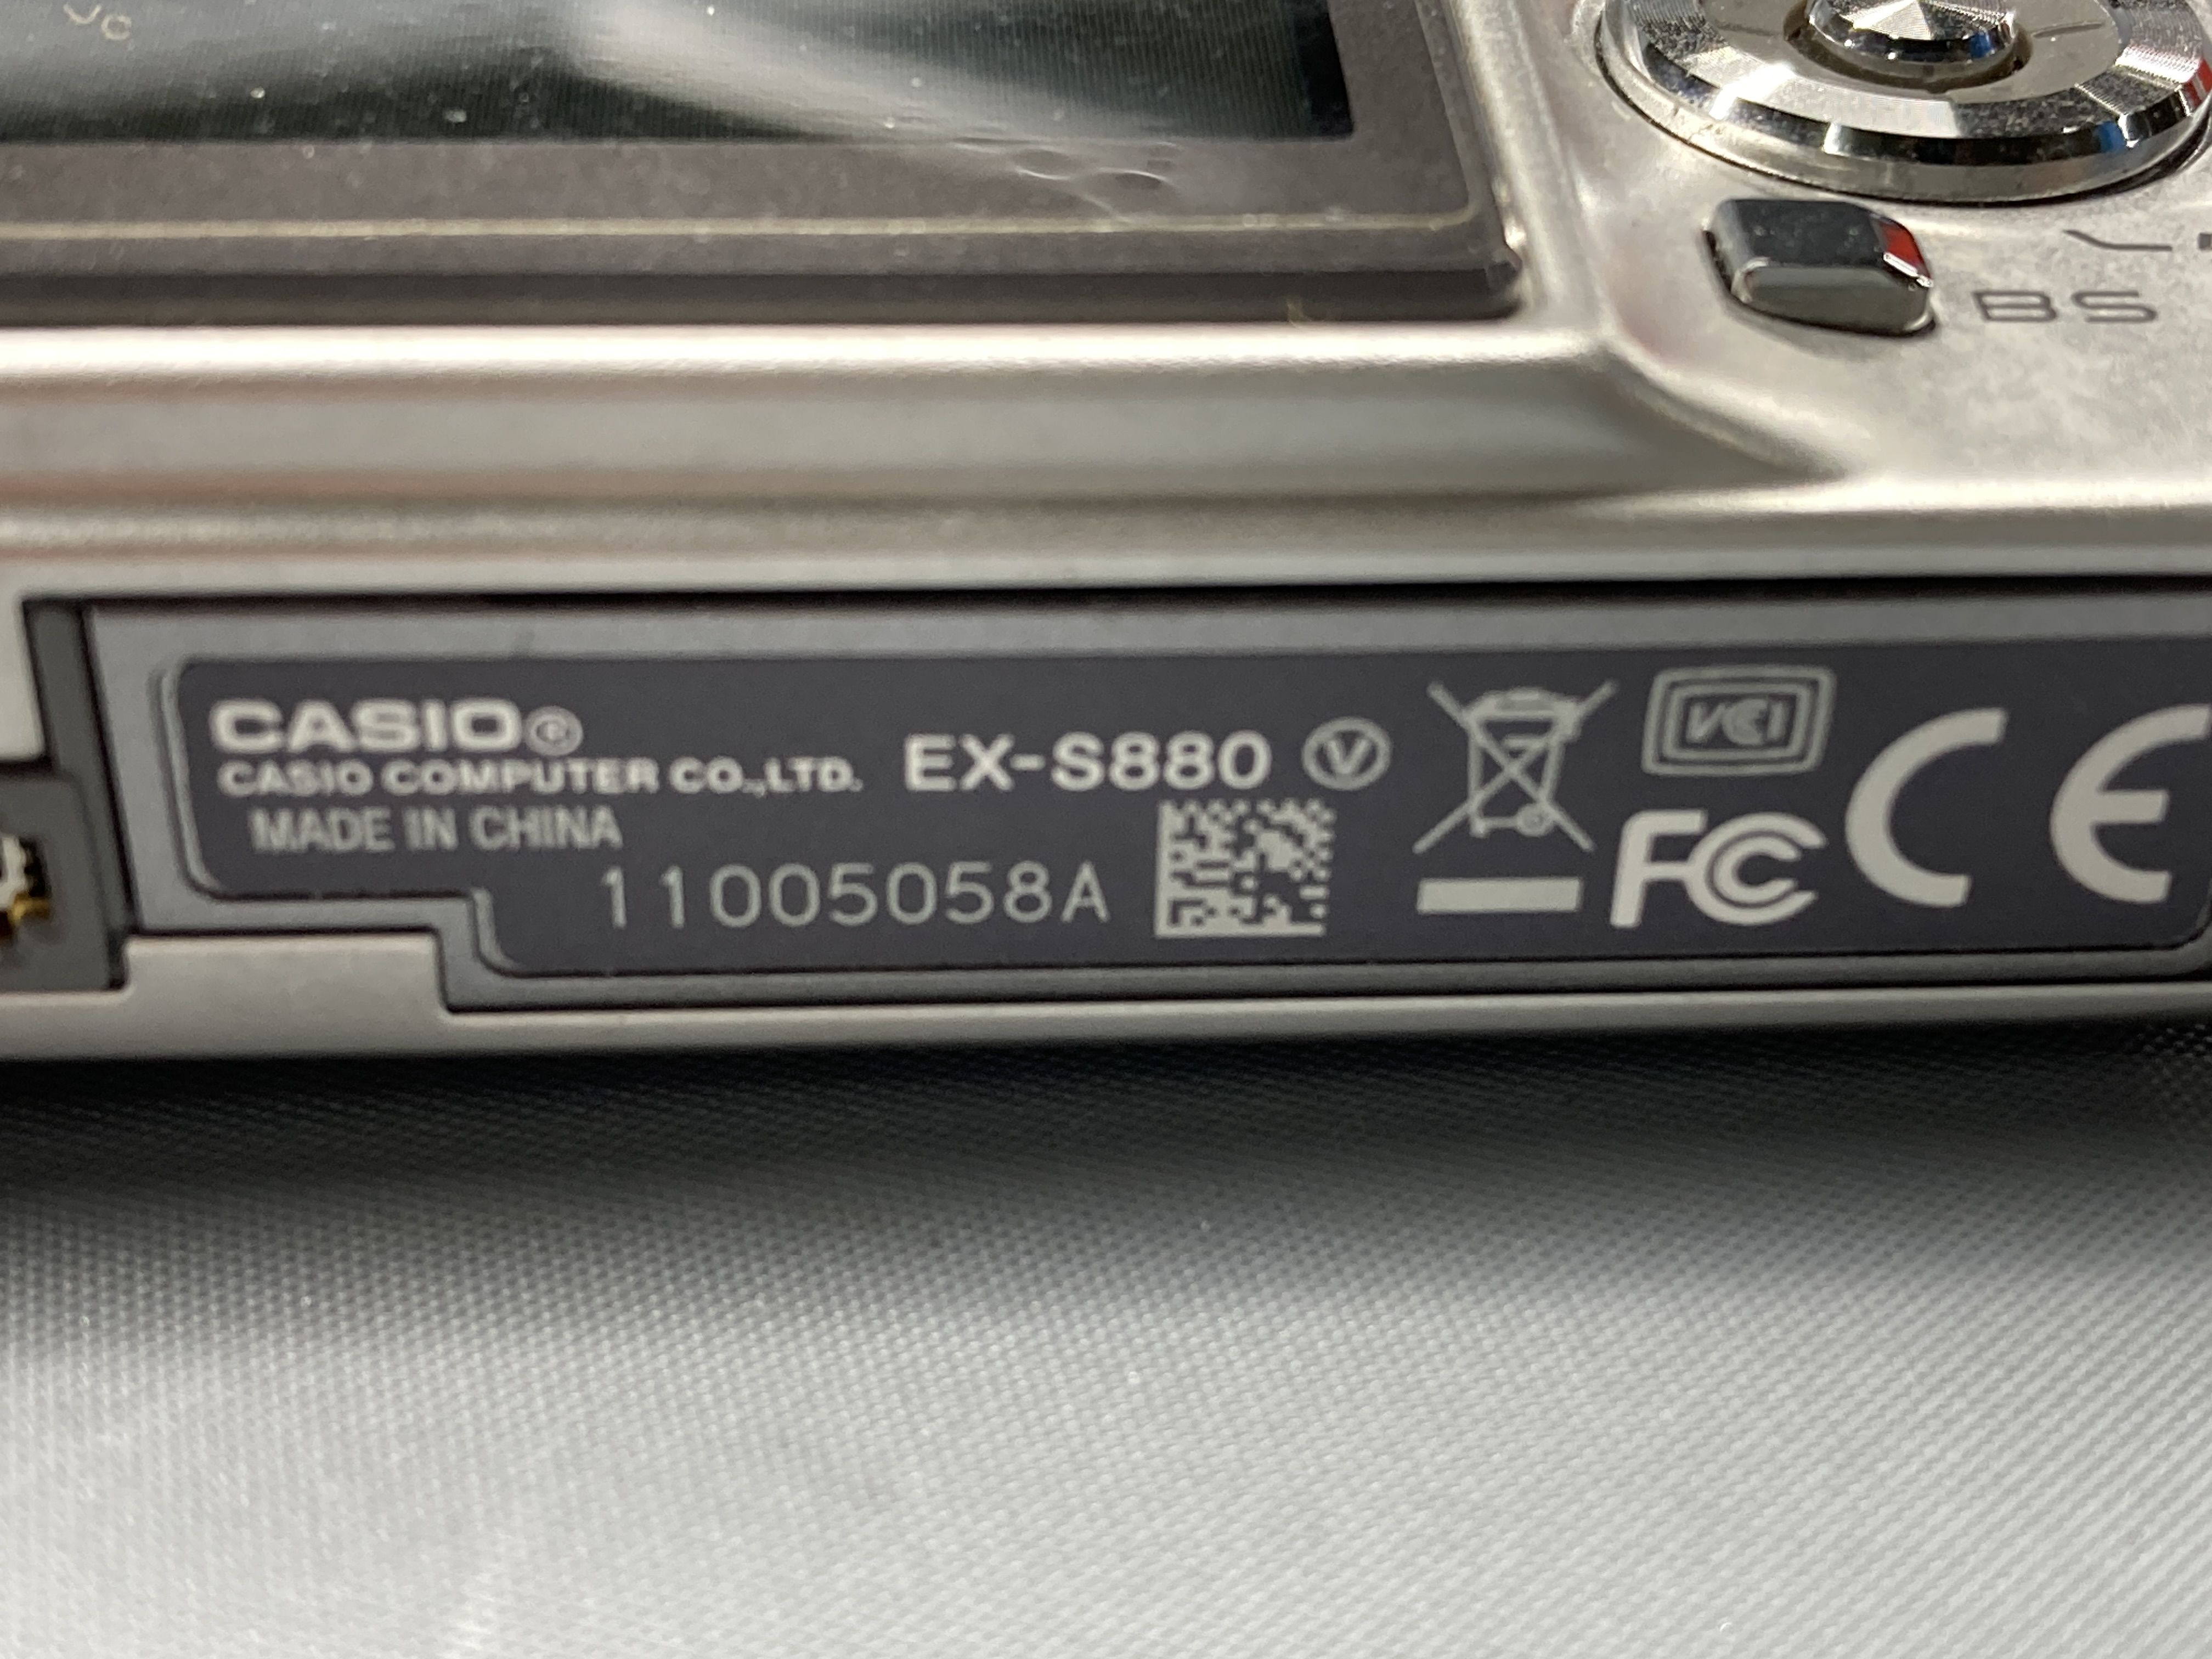 BS
CASIO©
CASIO COMPUTER CO.,LTD. EX-S880 Ⓥ
MADE IN CHINA
11005058A
VCI
FC
CE